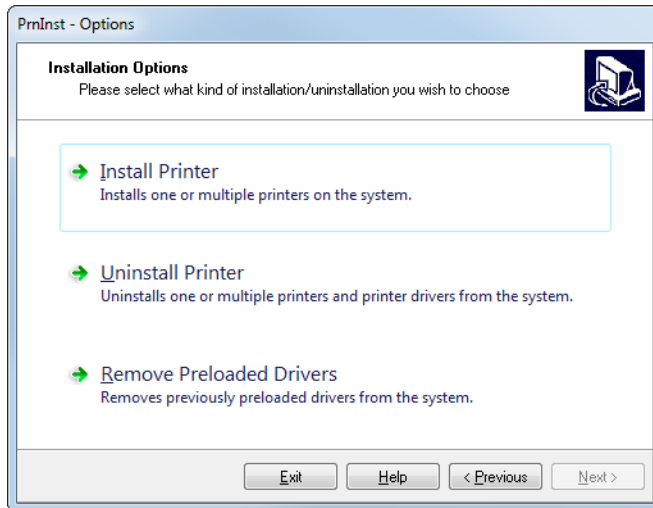 PrnInst - Options
Installation Options
Please select what kind of installation/uninstallation you wish to choose
Install Printer
Installs one or multiple printers on the system.
Uninstall Printer
Uninstalls one or multiple printers and printer drivers from the system.
Remove Preloaded Drivers
Removes previously preloaded drivers from the system.
Exit Help < Previous Next >